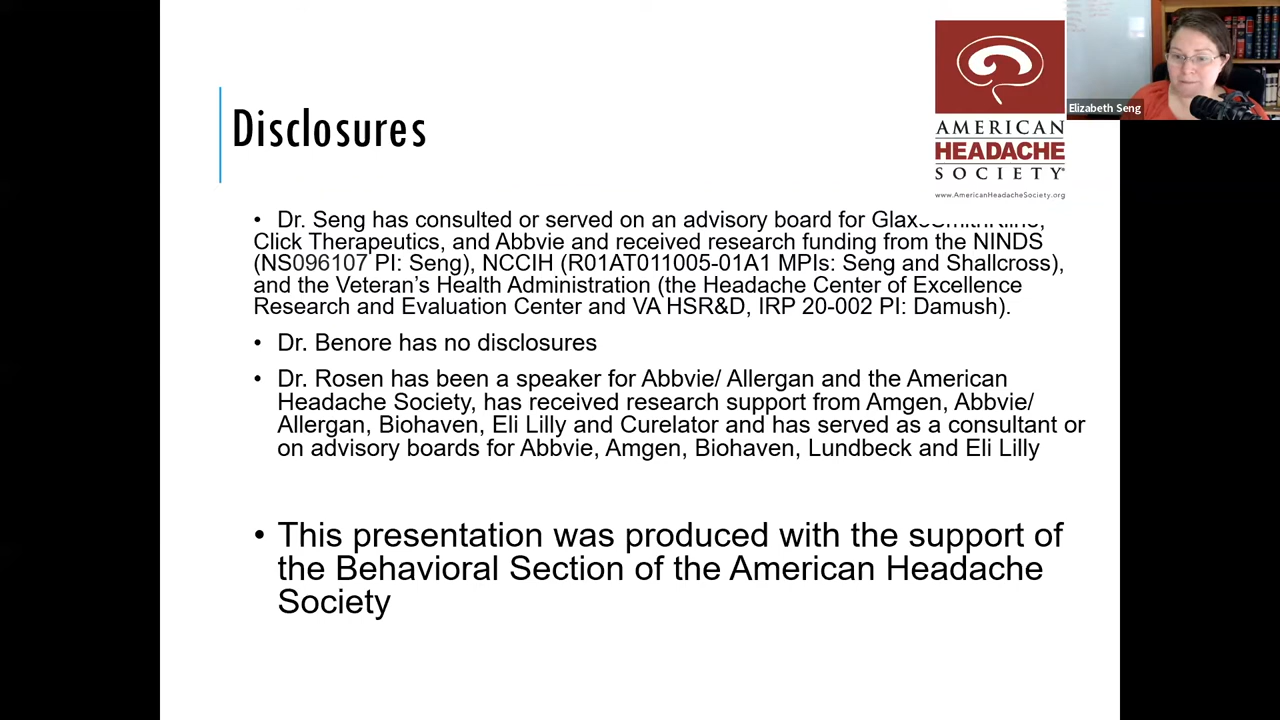 Disclosures
AMERICAN
HEADACHE
SOCIETY
www.AmericanHeadacheSociety.org
Elizabeth Seng
• Dr. Seng has consulted or served on an advisory board for GlaxoSmithKline,
Click Therapeutics, and Abbvie and received research funding from the NINDS
(NS096107 PI: Seng), NCCIH (R01AT011005-01A1 MPIs: Seng and Shallcross),
and the Veteran's Health Administration (the Headache Center of Excellence
Research and Evaluation Center and VA HSR&D, IRP 20-002 PI: Damush).
• Dr. Benore has no disclosures
• Dr. Rosen has been a speaker for Abbvie/ Allergan and the American
Headache Society, has received research support from Amgen, Abbvie/
Allergan, Biohaven, Eli Lilly and Curelator and has served as a consultant or
on advisory boards for Abbvie, Amgen, Biohaven, Lundbeck and Eli Lilly
• This presentation was produced with the support of
the Behavioral Section of the American Headache
Society